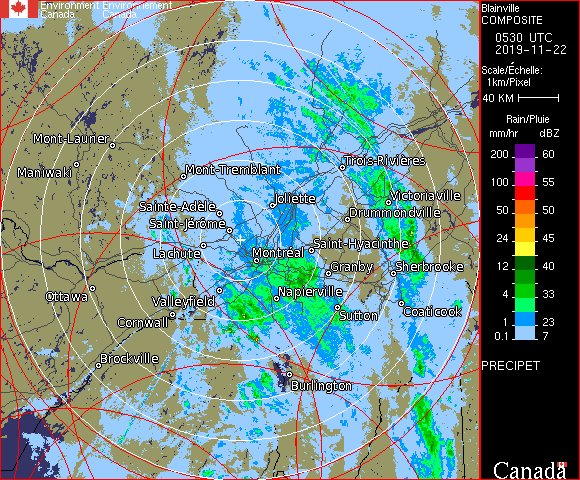 Environment Environnement
Canada Canada
Blainville
COMPOSITE
0530 UTC
2019-11-22
Scale/Échelle:
1km/Pixel
40 KM
Rain/Pluie
mm/hr dBZ
200 60
100 55
50 50
24 45
12 40
4 33
1 23
0.1 7
PRECIPET
Canada
Mont-Laurier
Maniwaki
Mont-Tremblant
Trois-Rivières
Sainte-Adèle
Joliette
Victoriaville
Drummondville
Saint-Jérôme
Lachute
Montréal
Saint-Hyacinthe
Granby
Sherbrooke
Ottawa
Valleyfield
Napierville
Coaticook
Cornwall
Sutton
Brockville
Burlington